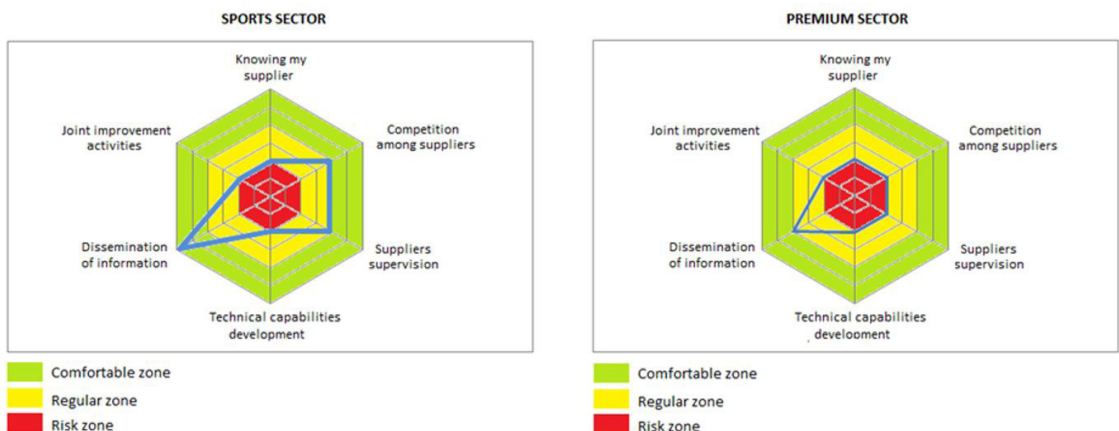 SPORTS SECTOR
Knowing my
supplier
Joint improvement
activities
Competition
among suppliers
Dissemination
of information
Suppliers
supervision
Technical capabilities
development
Comfortable zone
Regular zone
Risk zone
PREMIUM SECTOR
Knowing my
supplier
Joint improvement
activities
Competition
among suppliers
Dissemination
of information
Suppliers
supervision
Technical capabilities
development
Comfortable zone
Regular zone
Risk zone